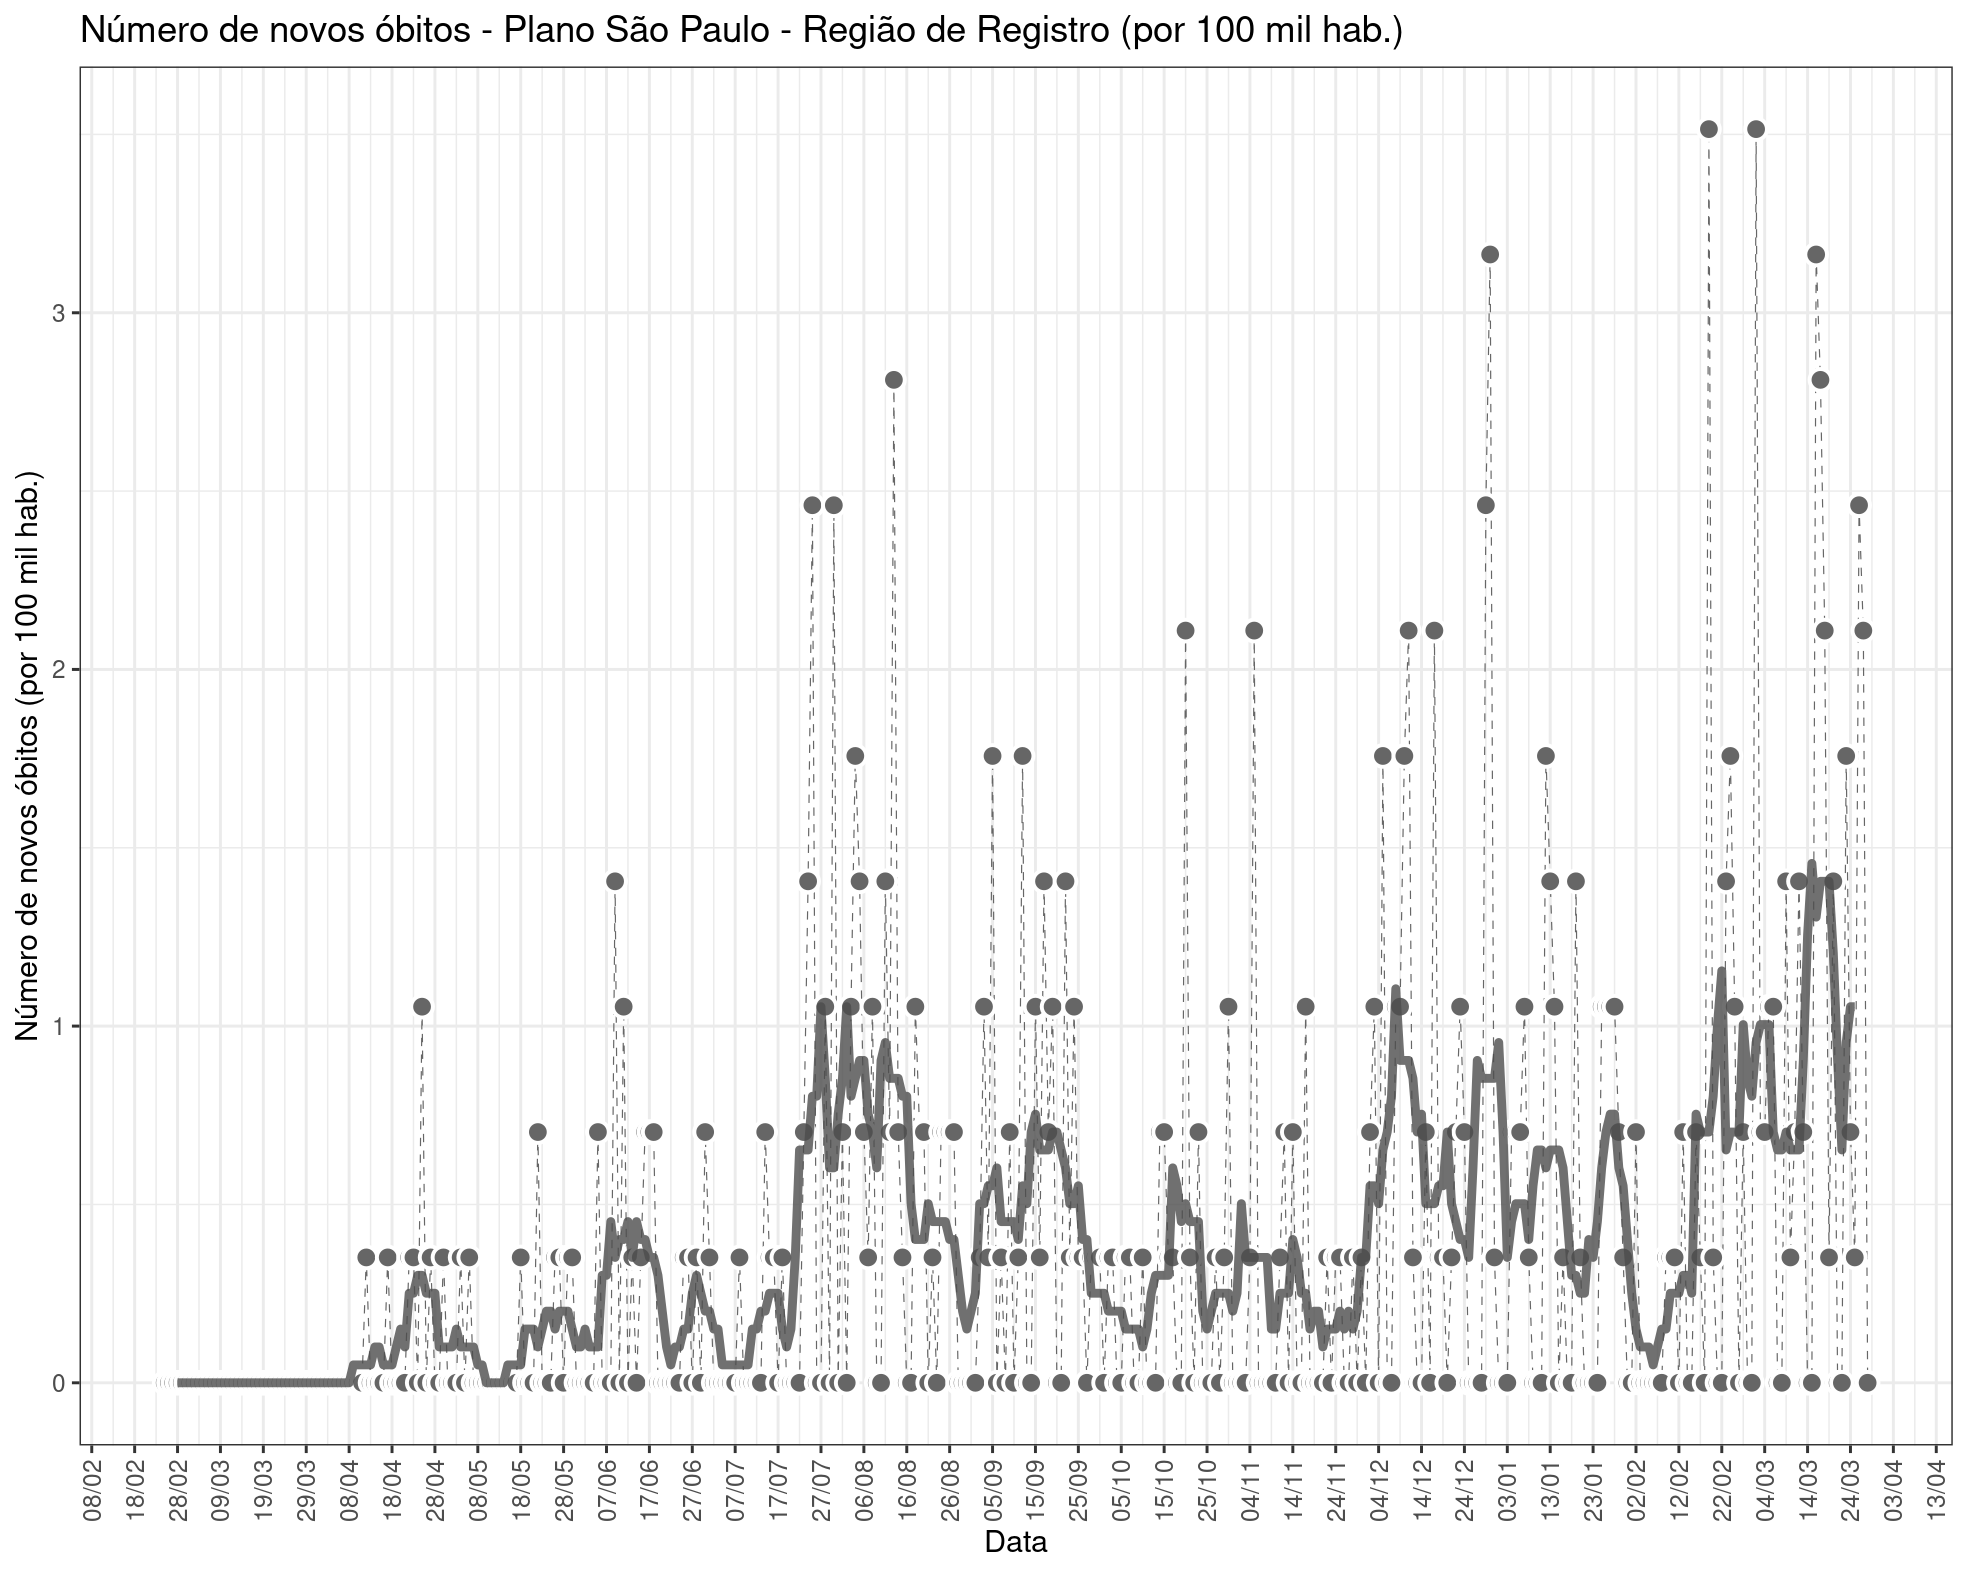 Número de novos óbitos - Plano São Paulo - Região de Registro (por 100 mil hab.)
Número de novos óbitos (por 100 mil hab.)
3
2
1
0
08/02 18/02 28/02 09/03 19/03 29/03 08/04 18/04 28/04 08/05 18/05 28/05 07/06 17/06 27/06 07/07 17/07 27/07 06/08 16/08 26/08 05/09 15/09 25/09 05/10 15/10 25/10 04/11 14/11 24/11 04/12 14/12 24/12 03/01 13/01 23/01 02/02 12/02 22/02 04/03 14/03 24/03 03/04 13/04
Data